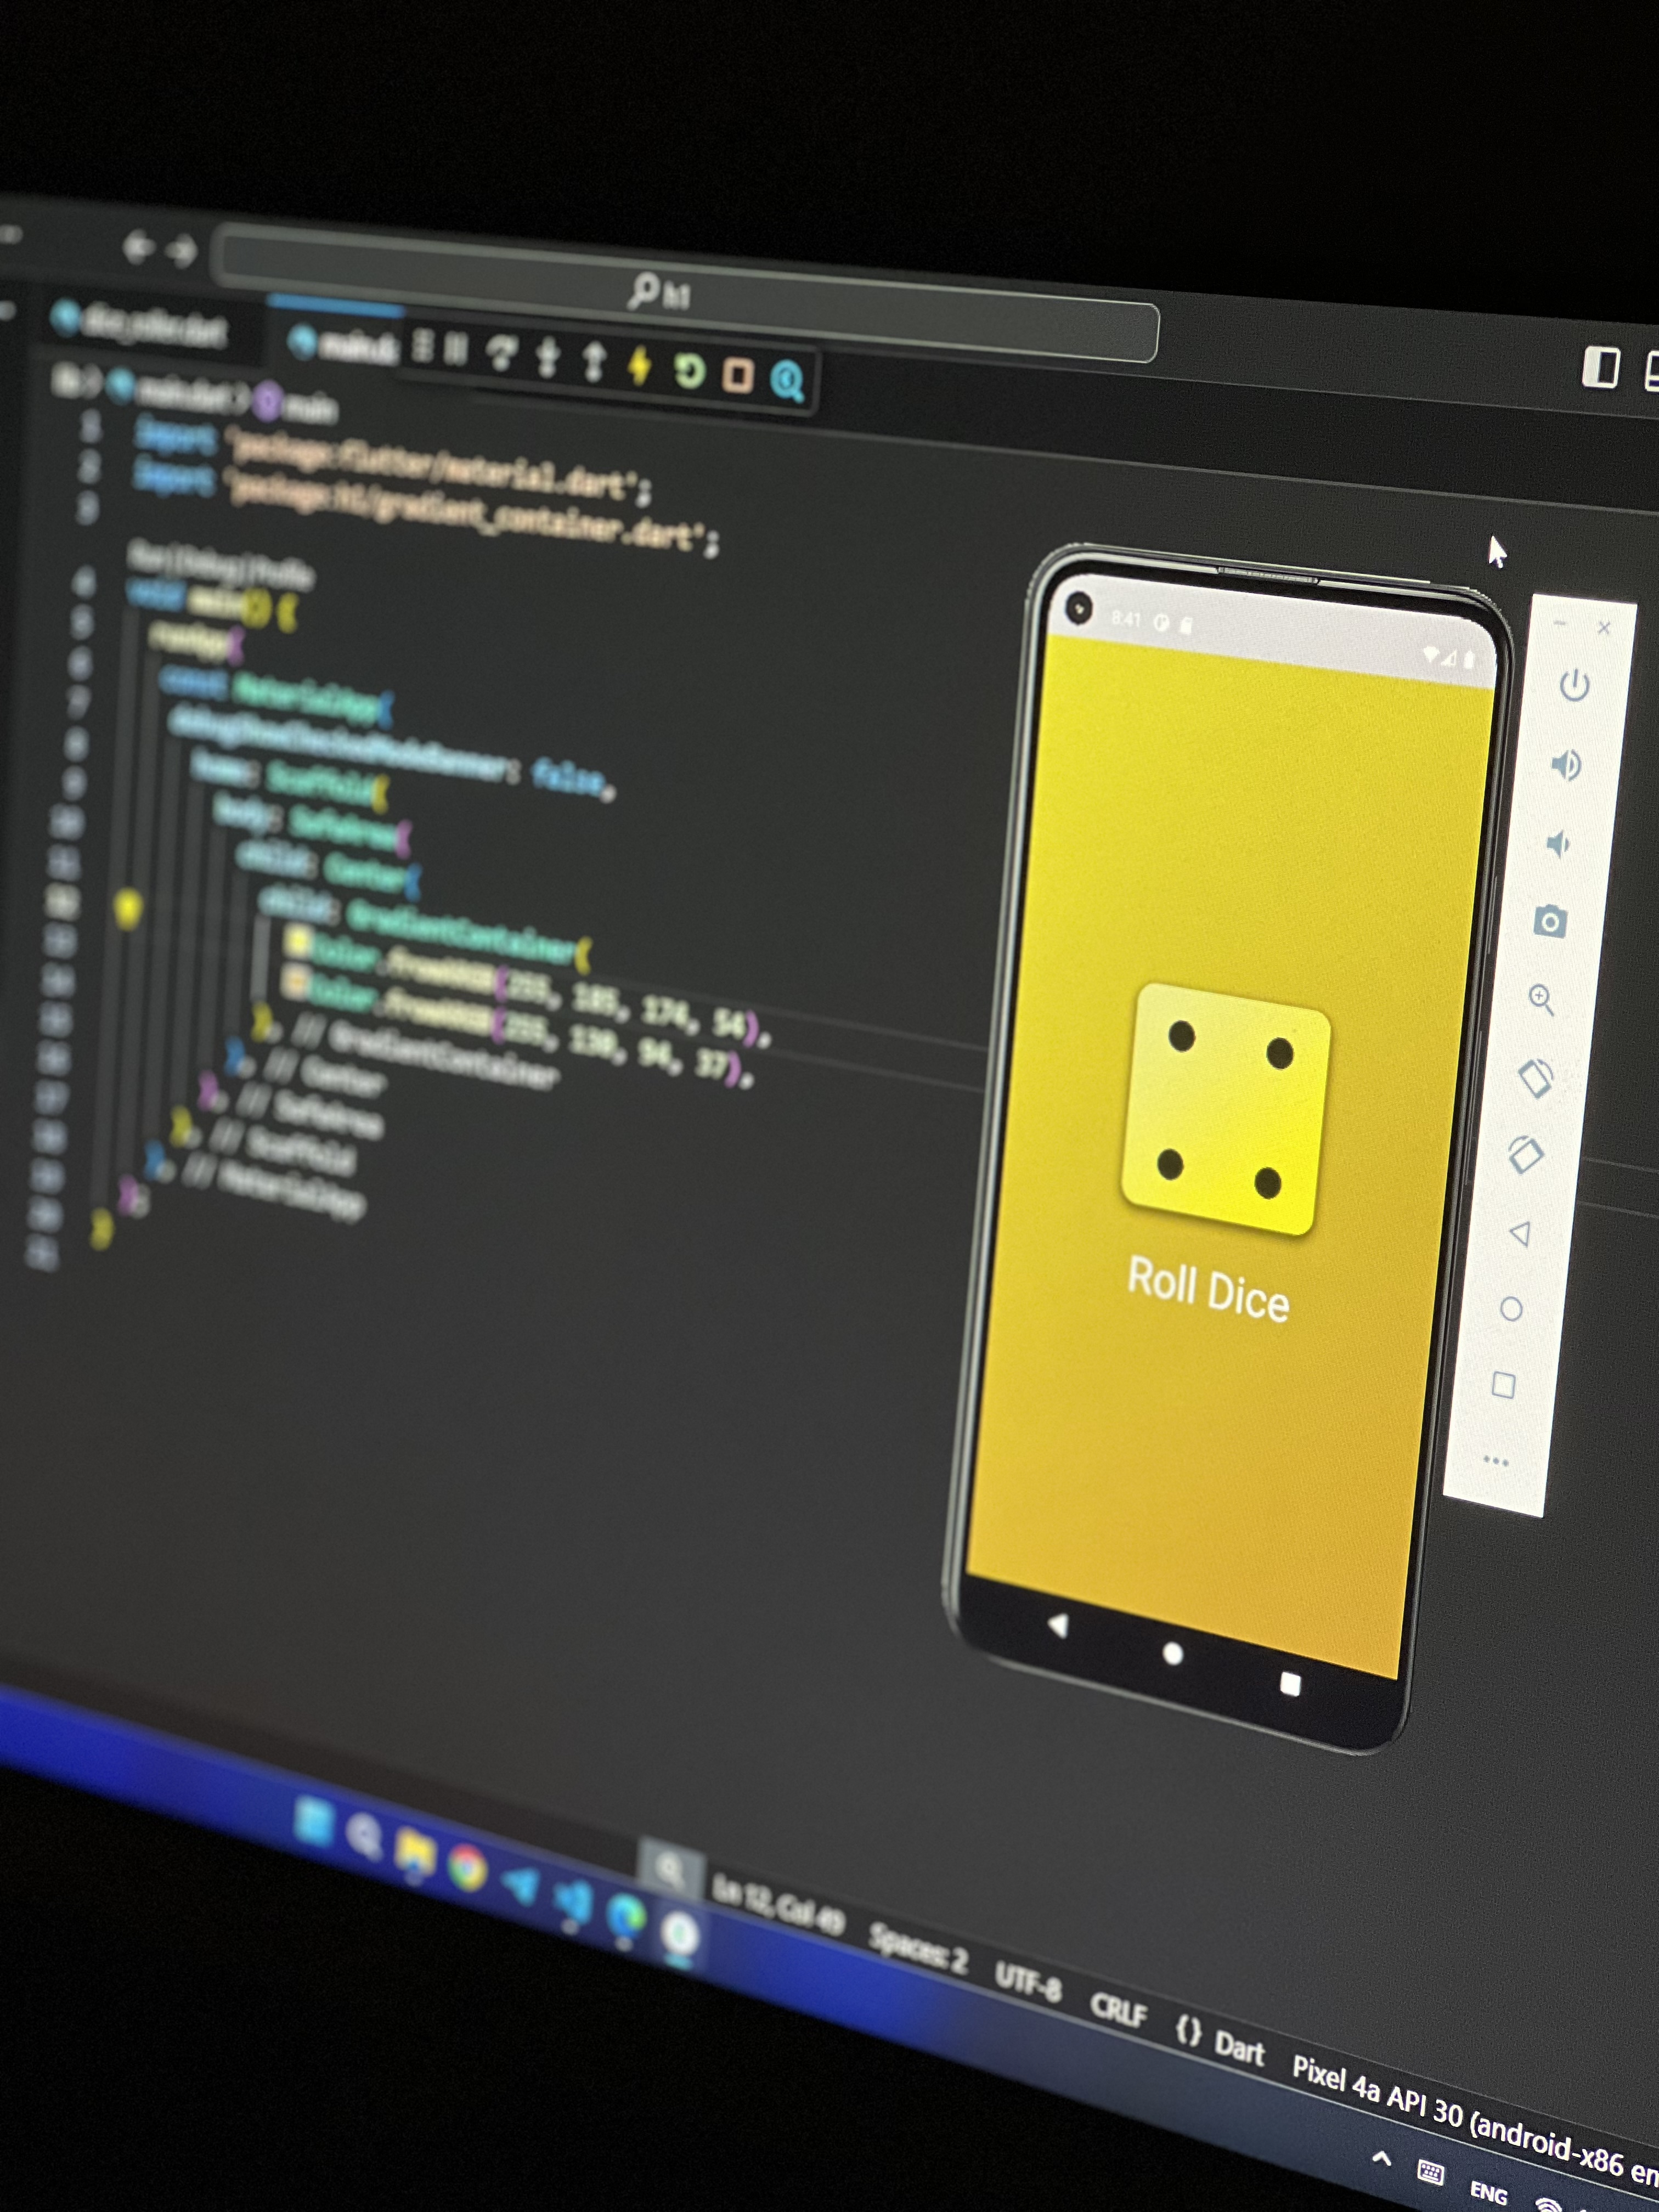 h1
dice_roller.dart
main.d
main.dart > main
1 import 'package:flutter/material.dart';
2 import 'package:h1/gradient_container.dart';
3
Run | Debug | Profile
4 void main() {
5 runApp(
6 const MaterialApp(
7 debugShowCheckedModeBanner: false,
8 home: Scaffold(
9 body: SafeArea(
10 child: Center(
11 child: GradientContainer(
12 Color.fromARGB(255, 185, 174, 54),
13 Color.fromARGB(255, 130, 94, 37),
14 ), // GradientContainer
15 ), // Center
16 ), // SafeArea
17 ), // Scaffold
18 ), // MaterialApp
19 );
20 }
21
8:41
Roll Dice
Ln 12, Col 49 Spaces: 2 UTF-8 CRLF {} Dart Pixel 4a API 30 (android-x86 em
ENG